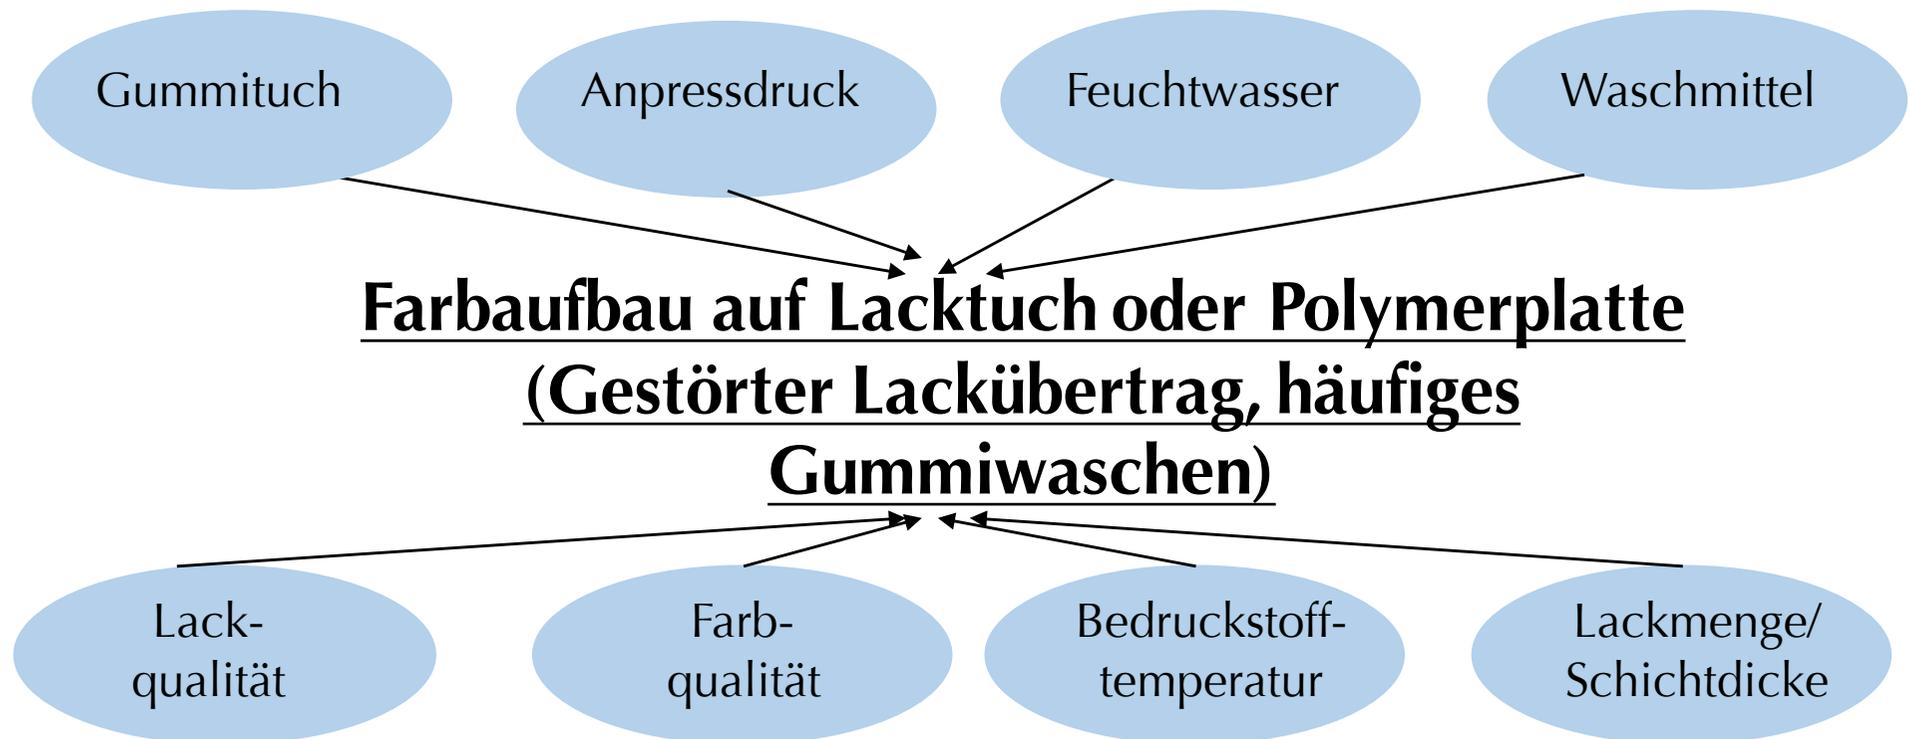 Gummituch
Anpressdruck
Feuchtwasser
Waschmittel
Farbaufbau auf Lacktuch oder Polymerplatte
(Gestörter Lackübertrag, häufiges
Gummiwaschen)
Lack-
qualität
Farb-
qualität
Bedruckstoff-
temperatur
Lackmenge/
Schichtdicke